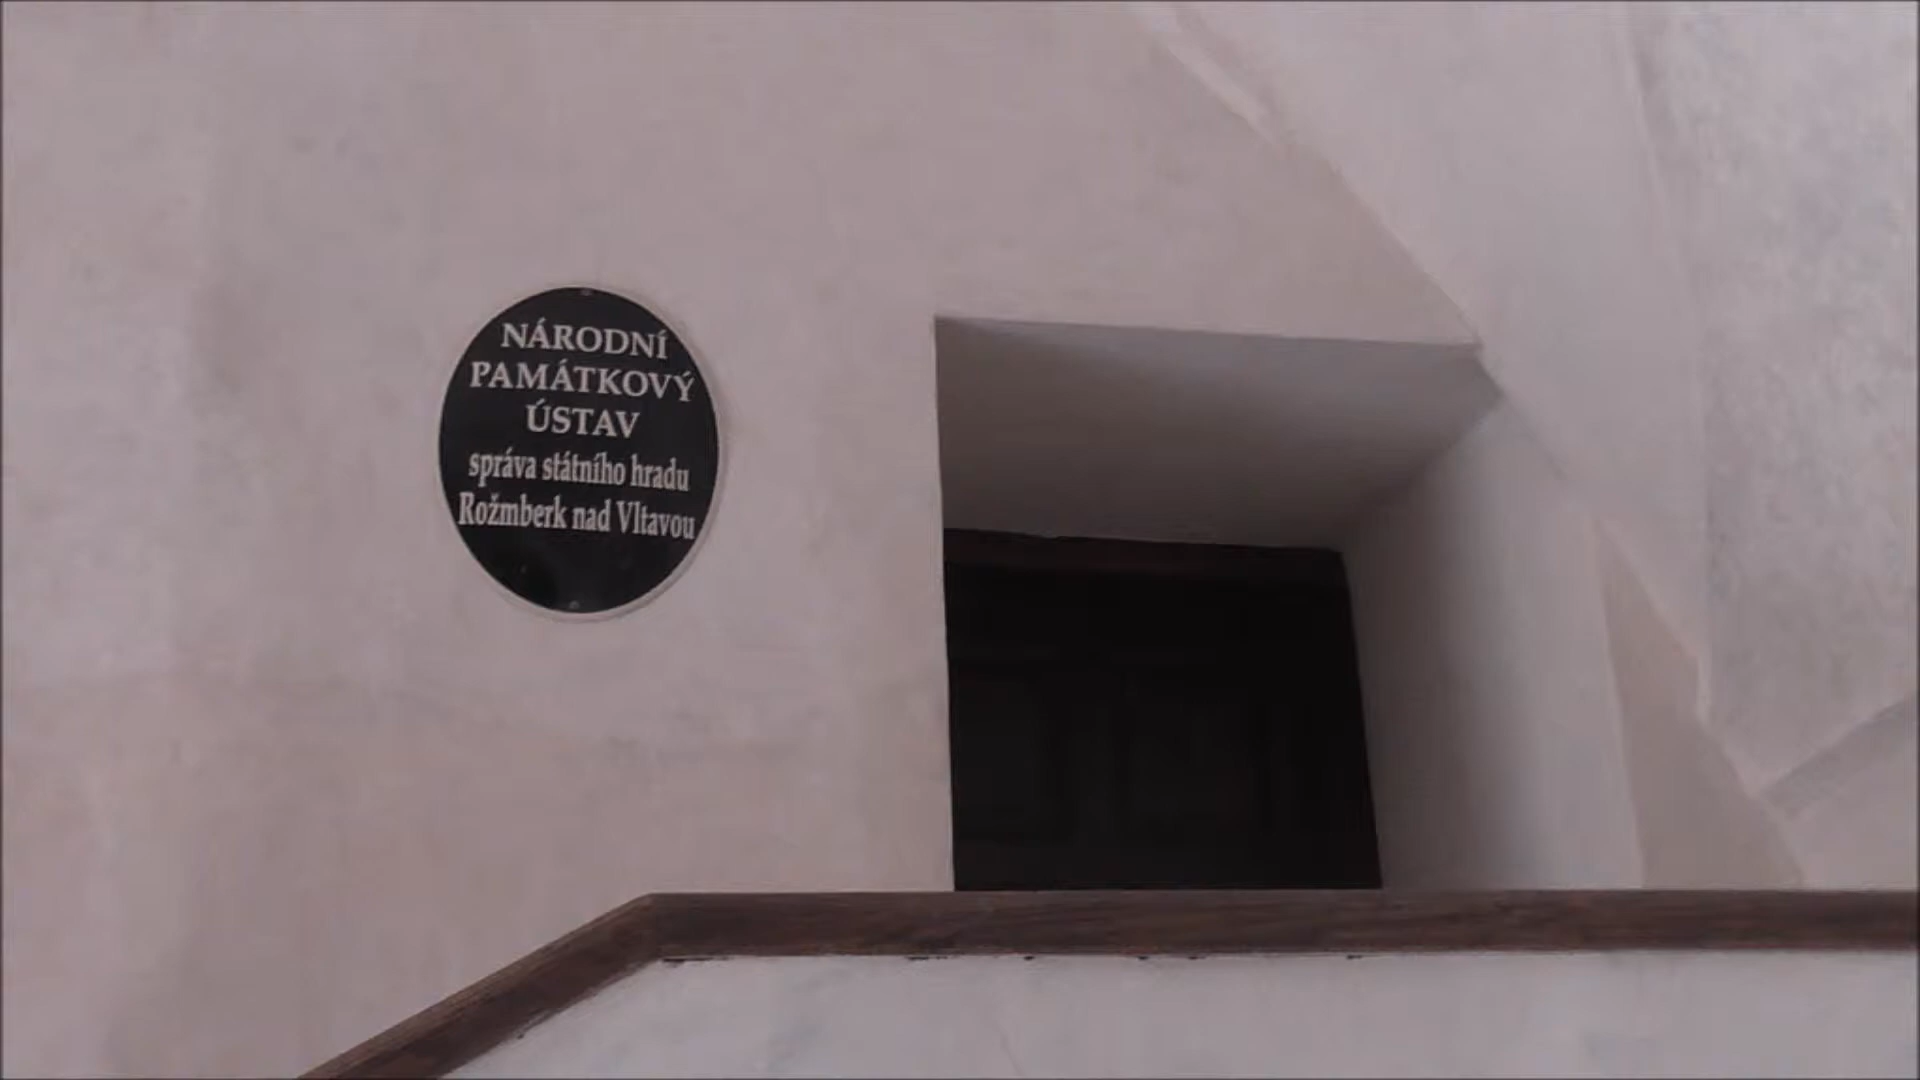 NÁRODNÍ
PAMÁTKOVÝ
ÚSTAV
správa státního hradu
Rožmberk nad Vltavou